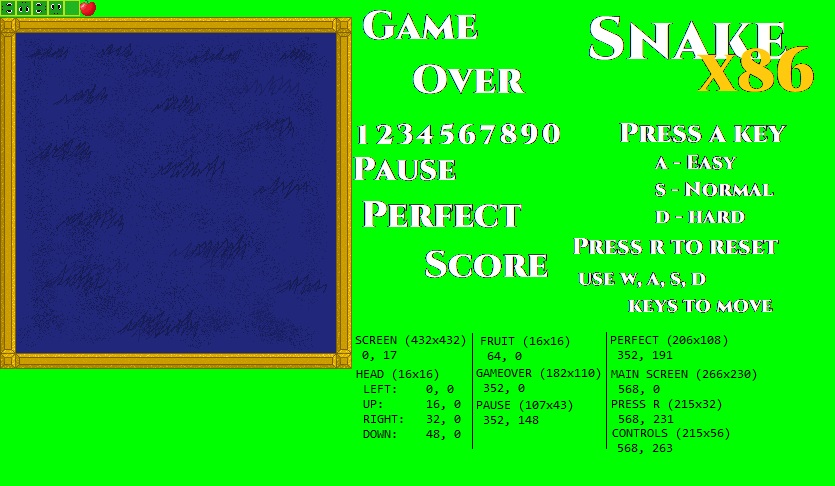 GAME
OVER
1234567890
PAUSE
PERFECT
SCORE
SNAKE
x86
PRESS A KEY
A - EASY
S - NORMAL
D - HARD
PRESS R TO RESET
USE W, A, S, D
KEYS TO MOVE
SCREEN (432x432)
0, 17
HEAD (16x16)
LEFT: 0, 0
UP: 16, 0
RIGHT: 32, 0
DOWN: 48, 0
FRUIT (16x16)
64, 0
GAMEOVER (182x110)
352, 0
PAUSE (107x43)
352, 148
PERFECT (206x108)
352, 191
MAIN SCREEN (266x230)
568, 0
PRESS R (215x32)
568, 231
CONTROLS (215x56)
568, 263